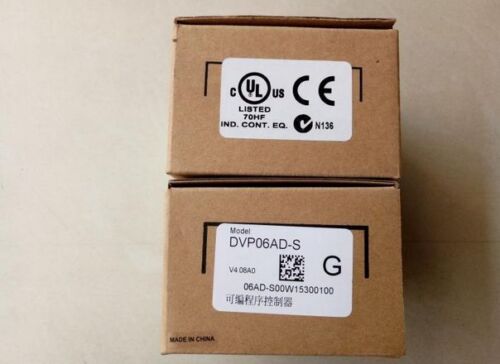 C UL US CE
LISTED
70HF
IND. CONT. EQ. N136
Model
DVP06AD-S
V4.08A0
G
06AD-S00W15300100
可编程序控制器
MADE IN CHINA